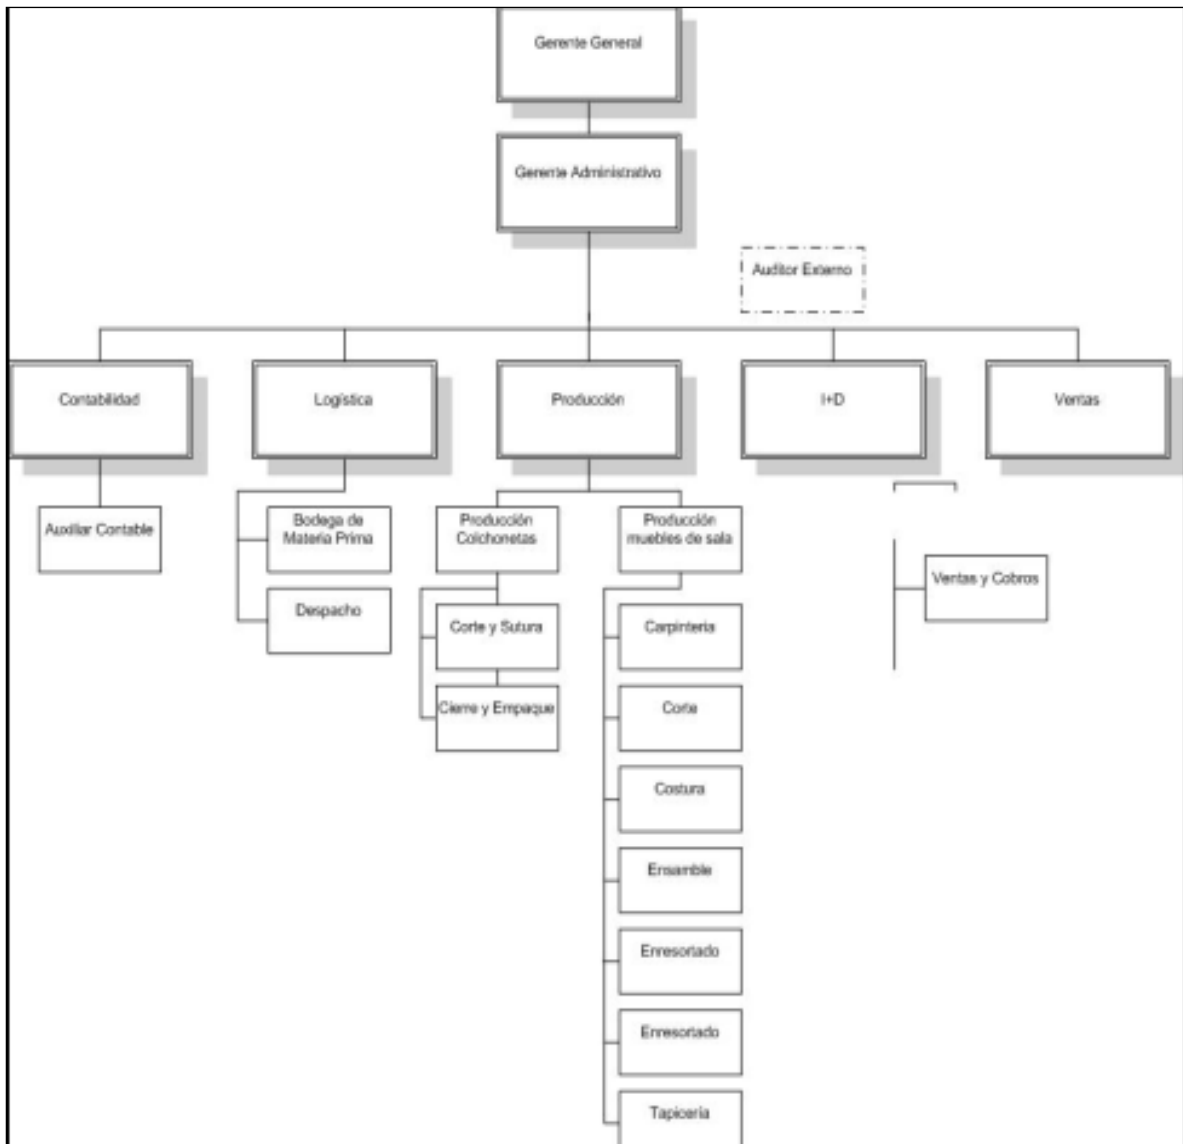 Gerente General
Gerente Administrativo
Auditor Externo
Contabilidad
Logística
Producción
I+D
Ventas
Auxiliar Contable
Bodega de
Materia Prima
Despacho
Producción
Colchonetas
Corte y Sutura
Cierre y Empaque
Producción
muebles de sala
Carpinteria
Corte
Costura
Ensamble
Enresortado
Enresortado
Tapicería
Ventas y Cobros